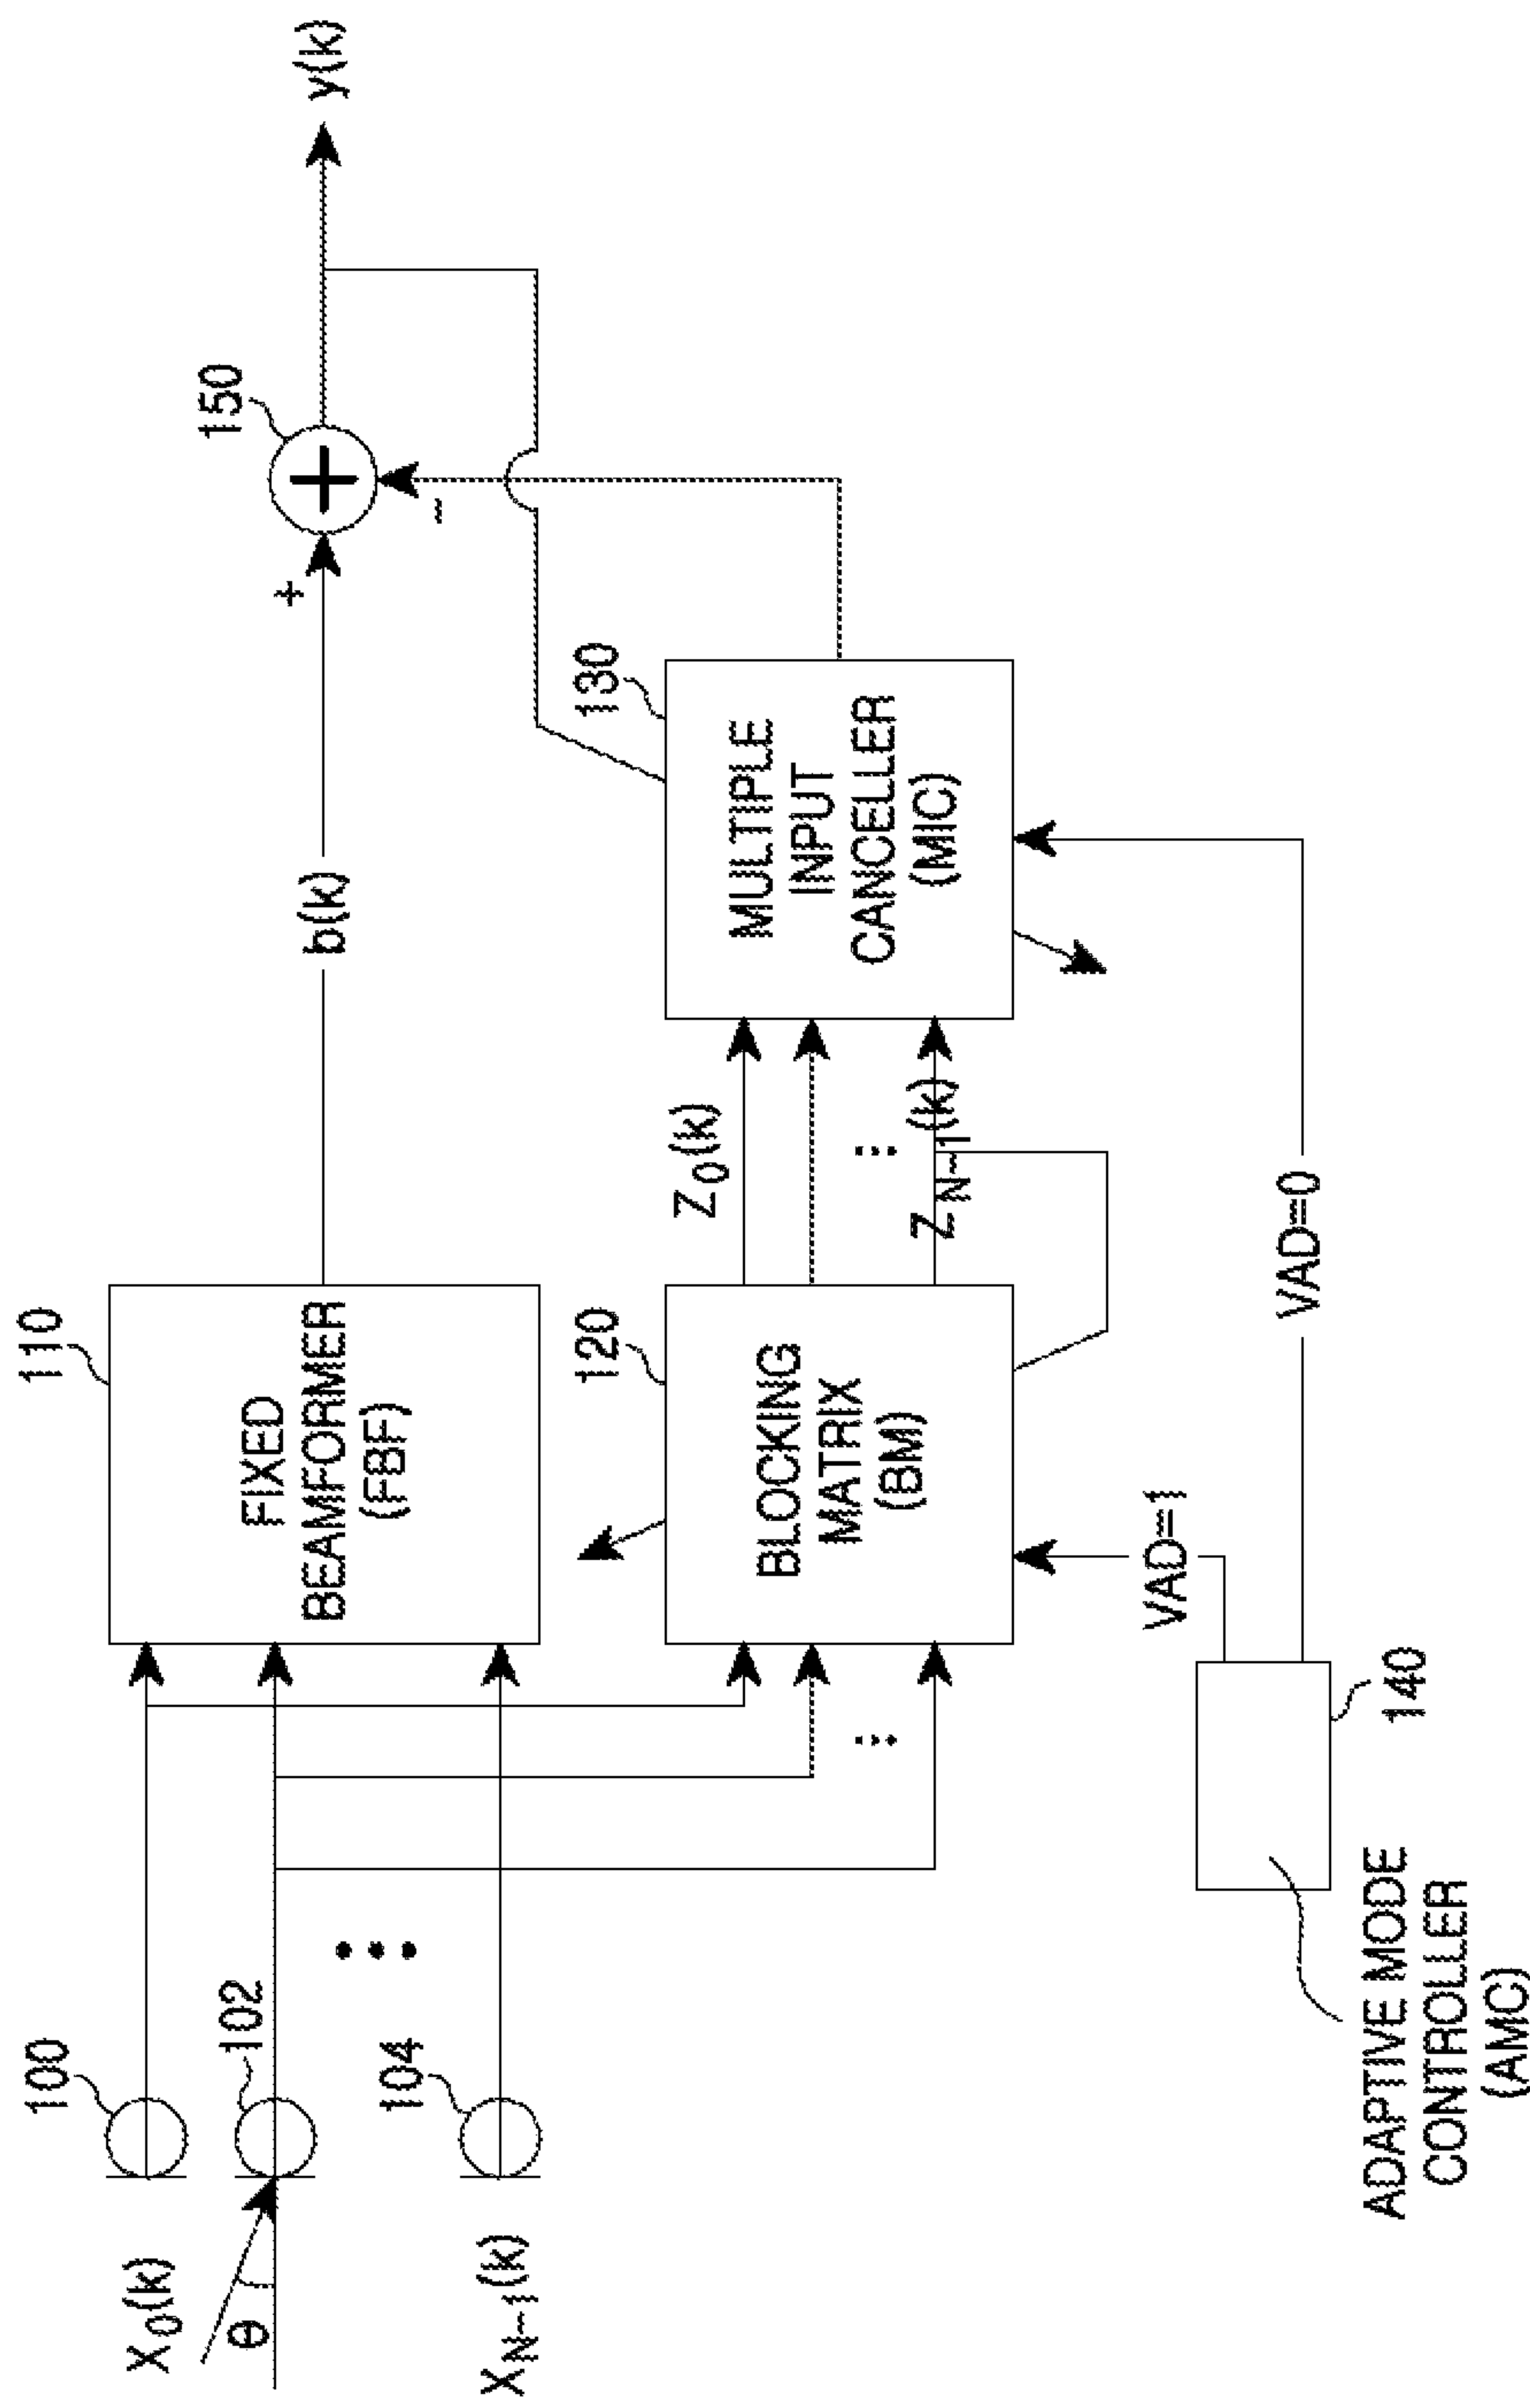 100
102
104
X0(k)
θ
XN-1(k)
110
FIXED
BEAMFORMER
(FBF)
b(k)
+
150
+
-
y(k)
120
BLOCKING
MATRIX
(BM)
Z0(k)
⋮
ZN-1(k)
130
MULTIPLE
INPUT
CANCELLER
(MIC)
VAD=1
VAD=0
140
ADAPTIVE MODE
CONTROLLER
(AMC)